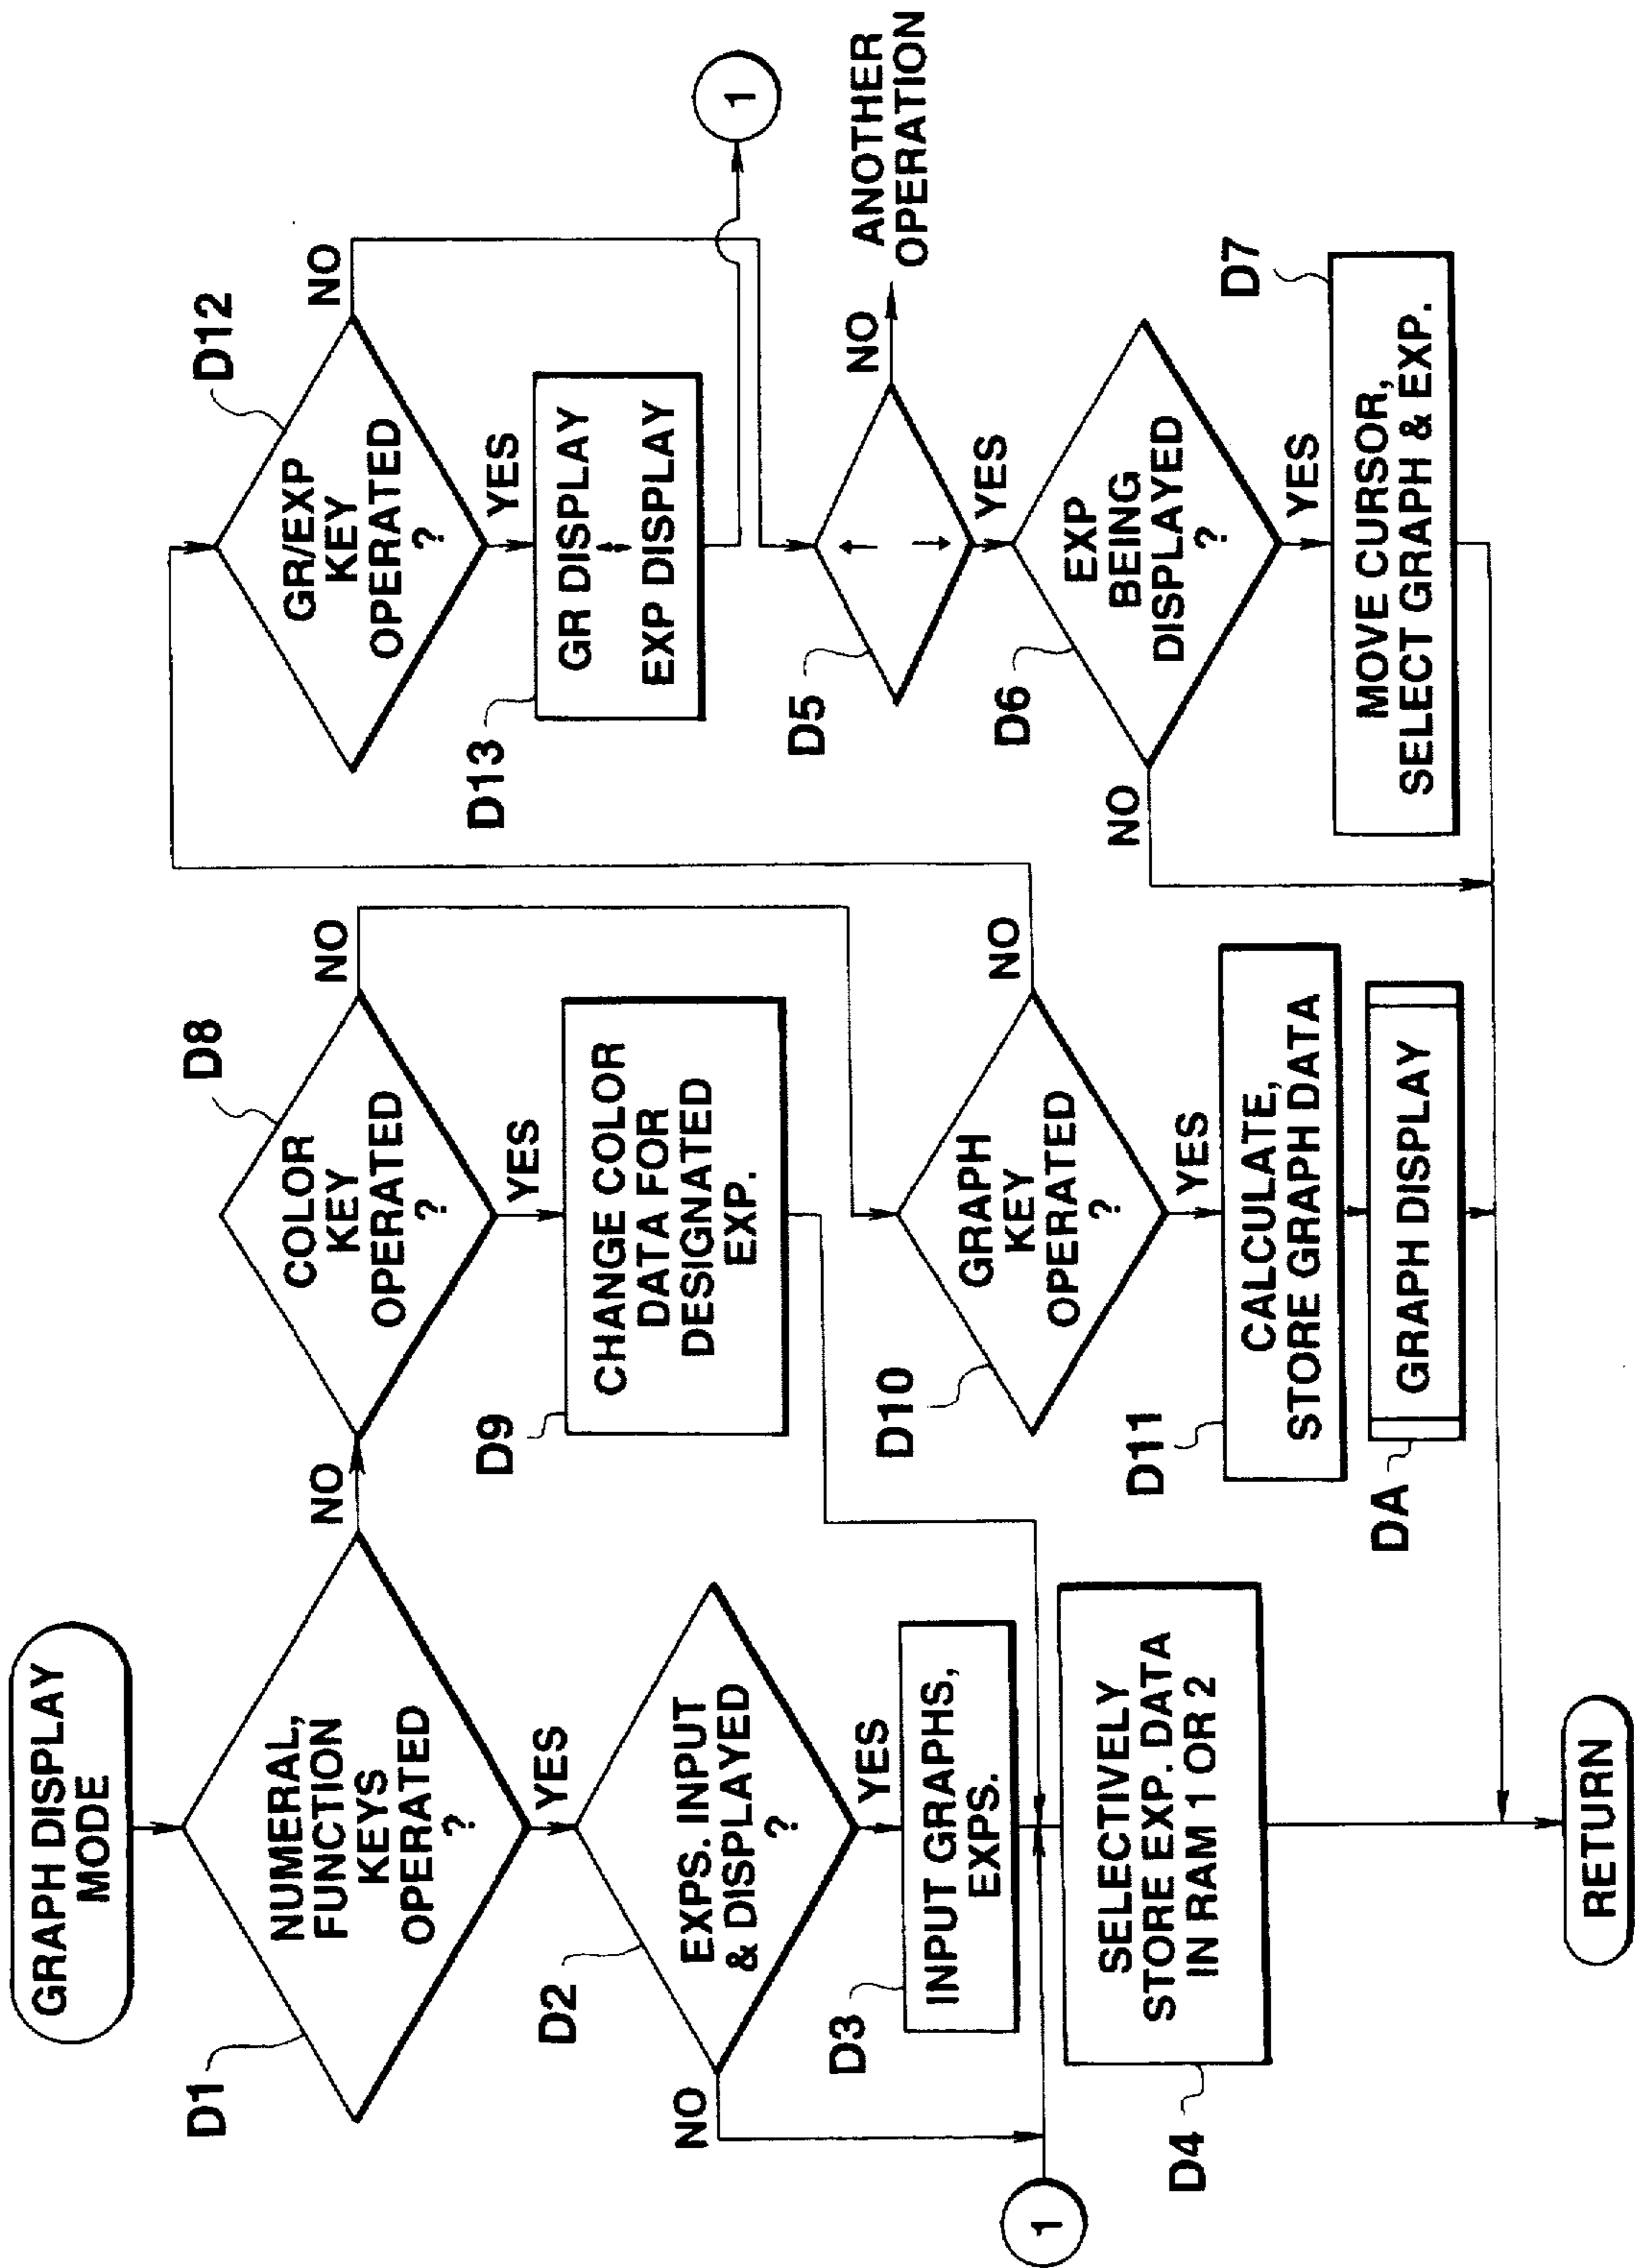 GRAPH DISPLAY
MODE
D1
NUMERAL,
FUNCTION
KEYS
OPERATED
?
NO
YES
D2
EXPS. INPUT
& DISPLAYED
?
NO
YES
D3
INPUT GRAPHS,
EXPS.
1
D4
SELECTIVELY
STORE EXP. DATA
IN RAM 1 OR 2
RETURN
D8
COLOR
KEY
OPERATED
?
NO
YES
D9
CHANGE COLOR
DATA FOR
DESIGNATED
EXP.
D10
GRAPH
KEY
OPERATED
?
NO
YES
D11
CALCULATE,
STORE GRAPH DATA
DA
GRAPH DISPLAY
D12
GR/EXP
KEY
OPERATED
?
NO
YES
D13
GR DISPLAY
↕
EXP DISPLAY
1
D5
↑
↓
NO
ANOTHER
OPERATION
YES
D6
EXP
BEING
DISPLAYED
?
NO
YES
D7
MOVE CURSOR,
SELECT GRAPH & EXP.